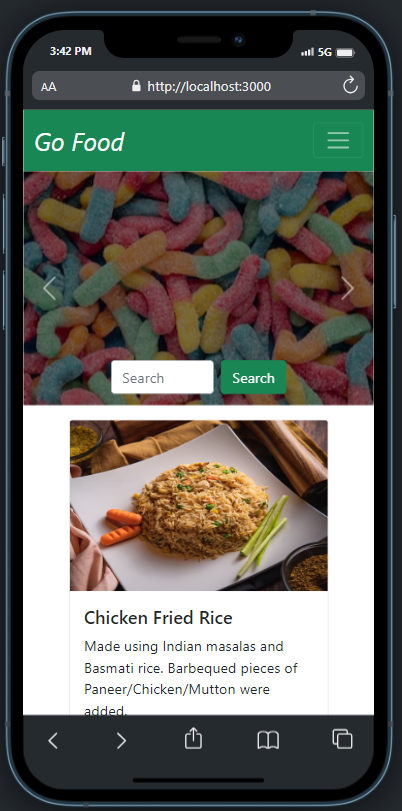 3:42 PM 5G
AA http://localhost:3000
Go Food
Search Search
Chicken Fried Rice
Made using Indian masalas and
Basmati rice. Barbequed pieces of
Paneer/Chicken/Mutton were
added.